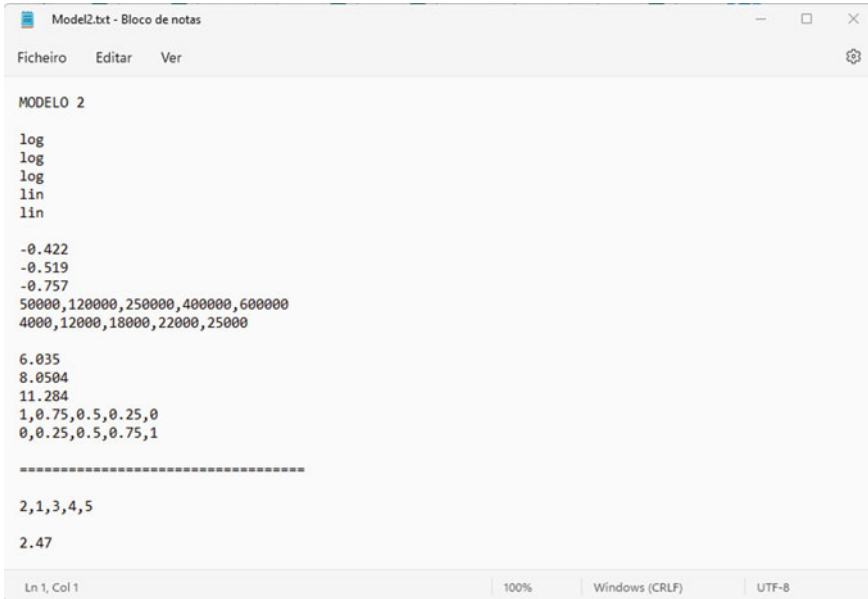 Model2.txt - Bloco de notas
Ficheiro Editar Ver
MODELO 2
log
log
log
lin
lin
-0.422
-0.519
-0.757
50000,120000,250000,400000,600000
4000,12000,18000,22000,25000
6.035
8.0504
11.284
1,0.75,0.5,0.25,0
0,0.25,0.5,0.75,1
===================================
2,1,3,4,5
2.47
Ln 1, Col 1 100% Windows (CRLF) UTF-8